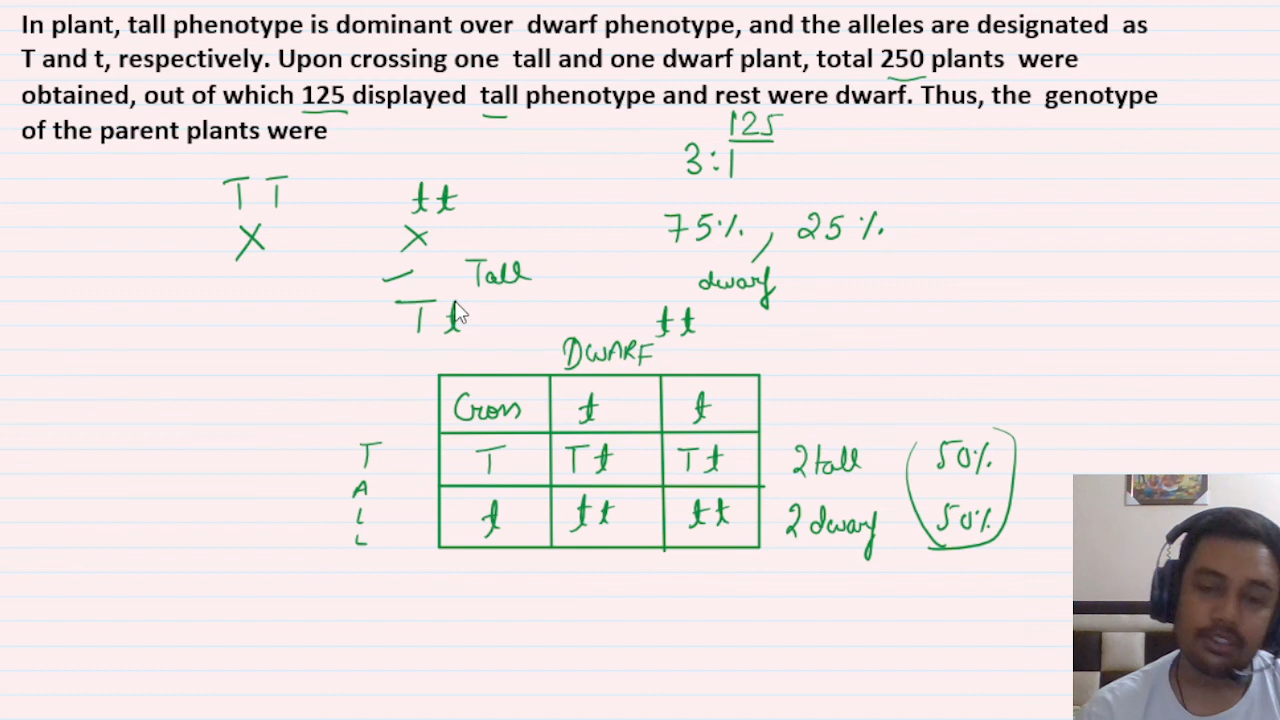 In plant, tall phenotype is dominant over dwarf phenotype, and the alleles are designated as
T and t, respectively. Upon crossing one tall and one dwarf plant, total 250 plants were
obtained, out of which 125 displayed tall phenotype and rest were dwarf. Thus, the genotype
of the parent plants were
125
3:1
T T tt
X X
75%, 25%
Tall
dwarf
T t
tt
DWARF
Cross t t
T
A
L
L
T Tt Tt 2 tall 50%
t tt tt 2 dwarf 50%